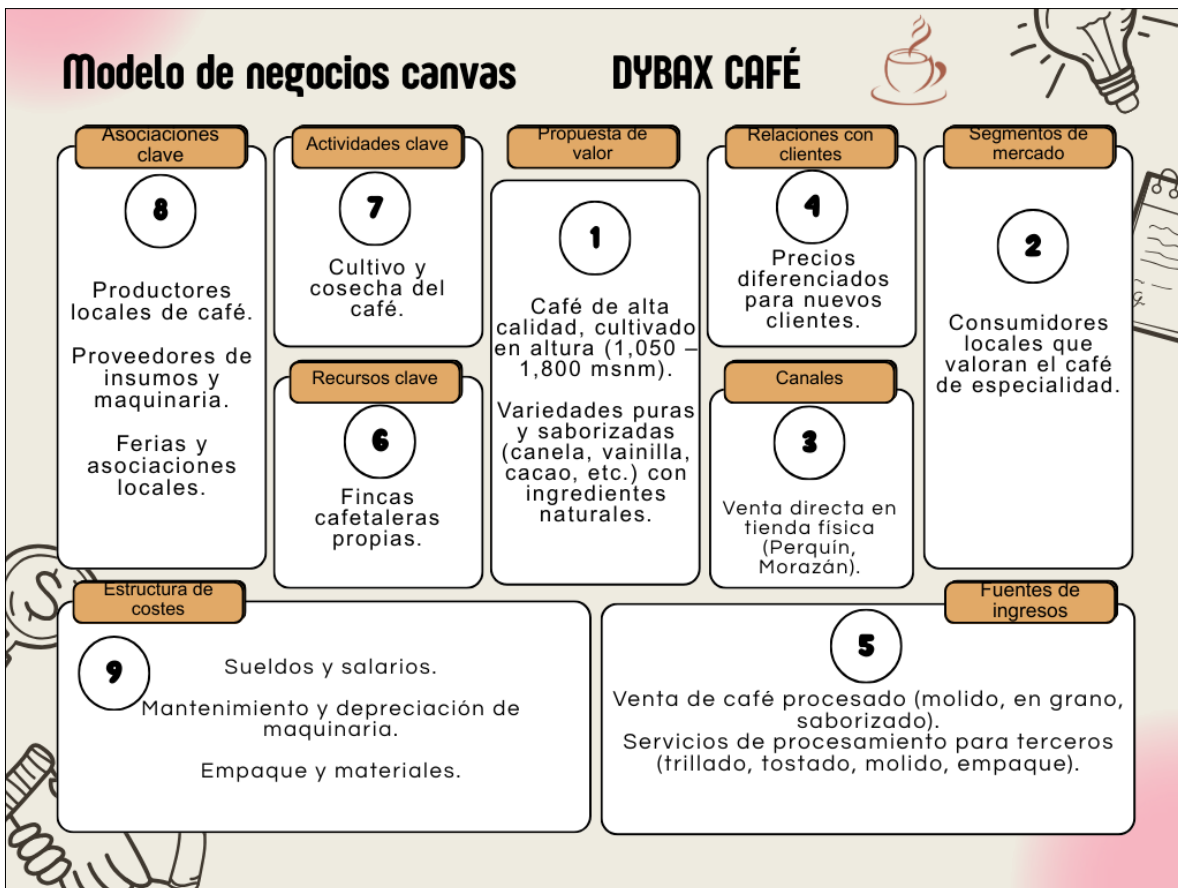 Modelo de negocios canvas
DYBAX CAFÉ
Asociaciones
clave
8
Productores
locales de café.
Proveedores de
insumos y
maquinaria.
Ferias y
asociaciones
locales.
Actividades clave
7
Cultivo y
cosecha del
café.
Recursos clave
6
Fincas
cafetaleras
propias.
Propuesta de
valor
1
Café de alta
calidad, cultivado
en altura (1,050 –
1,800 msnm).
Variedades puras
y saborizadas
(canela, vainilla,
cacao, etc.) con
ingredientes
naturales.
Relaciones con
clientes
4
Precios
diferenciados
para nuevos
clientes.
Canales
3
Venta directa en
tienda física
(Perquín,
Morazán).
Segmentos de
mercado
2
Consumidores
locales que
valoran el café
de especialidad.
Estructura de
costes
9
Sueldos y salarios.
Mantenimiento y depreciación de
maquinaria.
Empaque y materiales.
Fuentes de
ingresos
5
Venta de café procesado (molido, en grano,
saborizado).
Servicios de procesamiento para terceros
(trillado, tostado, molido, empaque).